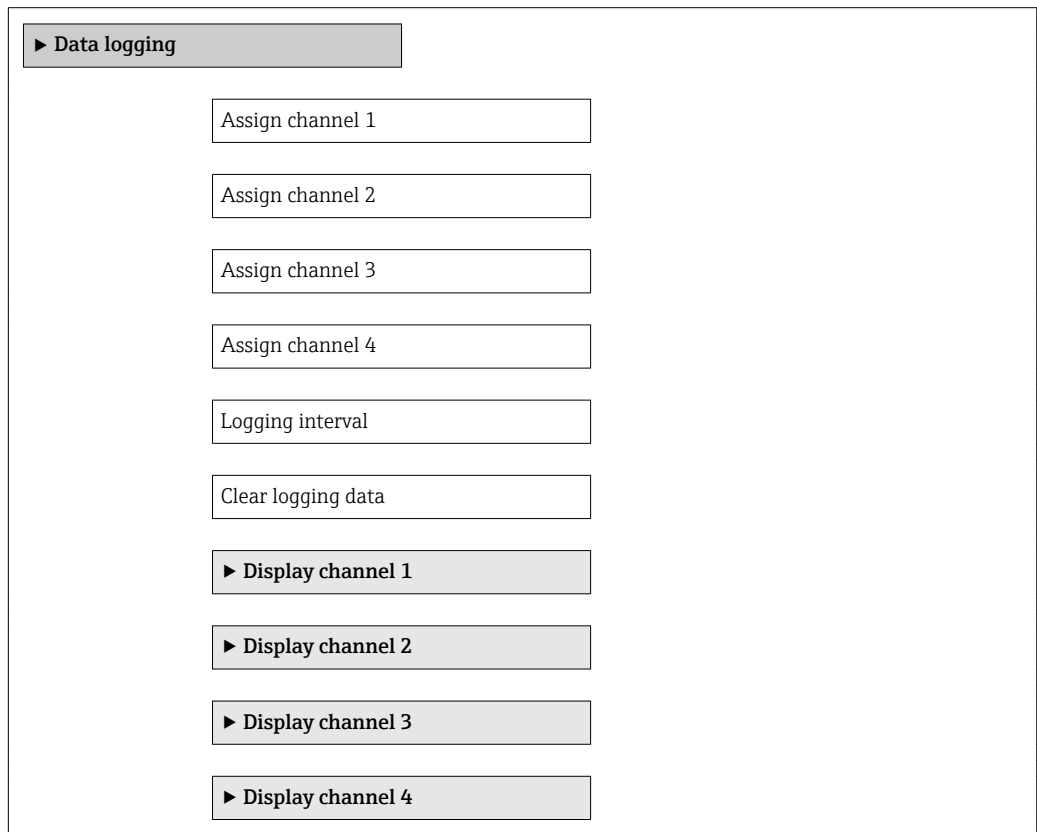 ▶ Data logging
Assign channel 1
Assign channel 2
Assign channel 3
Assign channel 4
Logging interval
Clear logging data
▶ Display channel 1
▶ Display channel 2
▶ Display channel 3
▶ Display channel 4